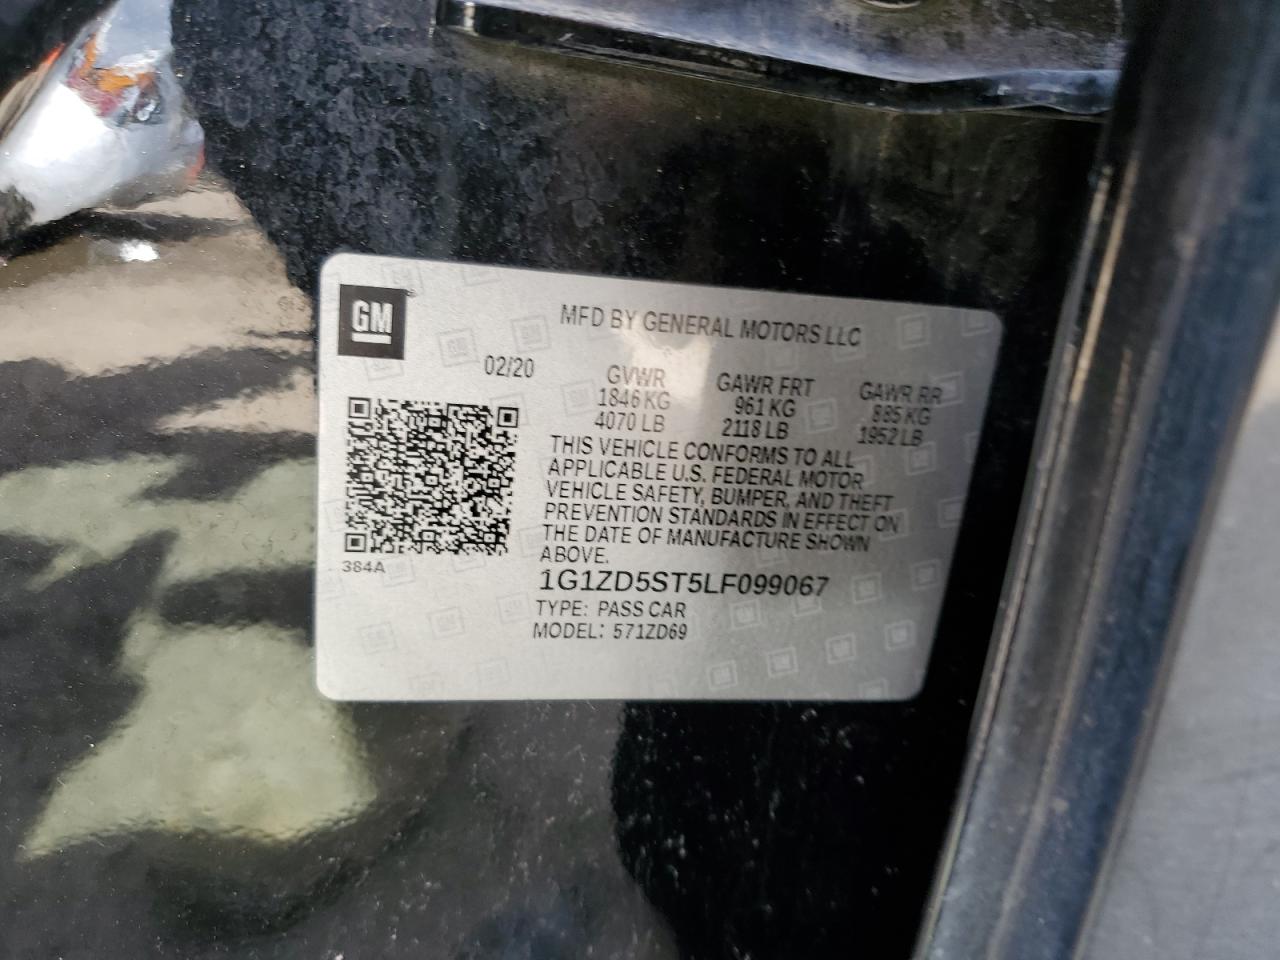 GM
MFD BY GENERAL MOTORS LLC
02/20
GVWR GAWR FRT GAWR RR
1846 KG 961 KG 885 KG
4070 LB 2118 LB 1952 LB
THIS VEHICLE CONFORMS TO ALL
APPLICABLE U.S. FEDERAL MOTOR
VEHICLE SAFETY, BUMPER, AND THEFT
PREVENTION STANDARDS IN EFFECT ON
THE DATE OF MANUFACTURE SHOWN
ABOVE.
384A
1G1ZD5ST5LF099067
TYPE: PASS CAR
MODEL: 571ZD69